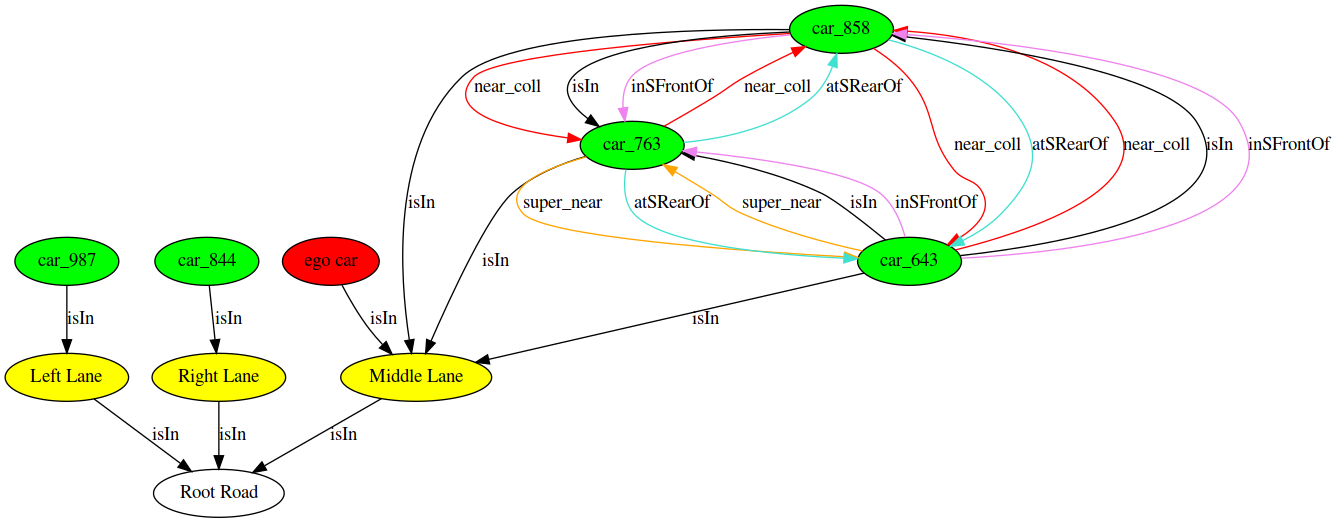 car_858
near_coll
isIn
inSFrontOf
near_coll
atSRearOf
car_763
near_coll
atSRearOf
near_coll
isIn
inSFrontOf
isIn
super_near
atSRearOf
super_near
isIn
inSFrontOf
car_987
car_844
ego car
isIn
car_643
isIn
isIn
isIn
isIn
Left Lane
Right Lane
Middle Lane
isIn
isIn
isIn
Root Road